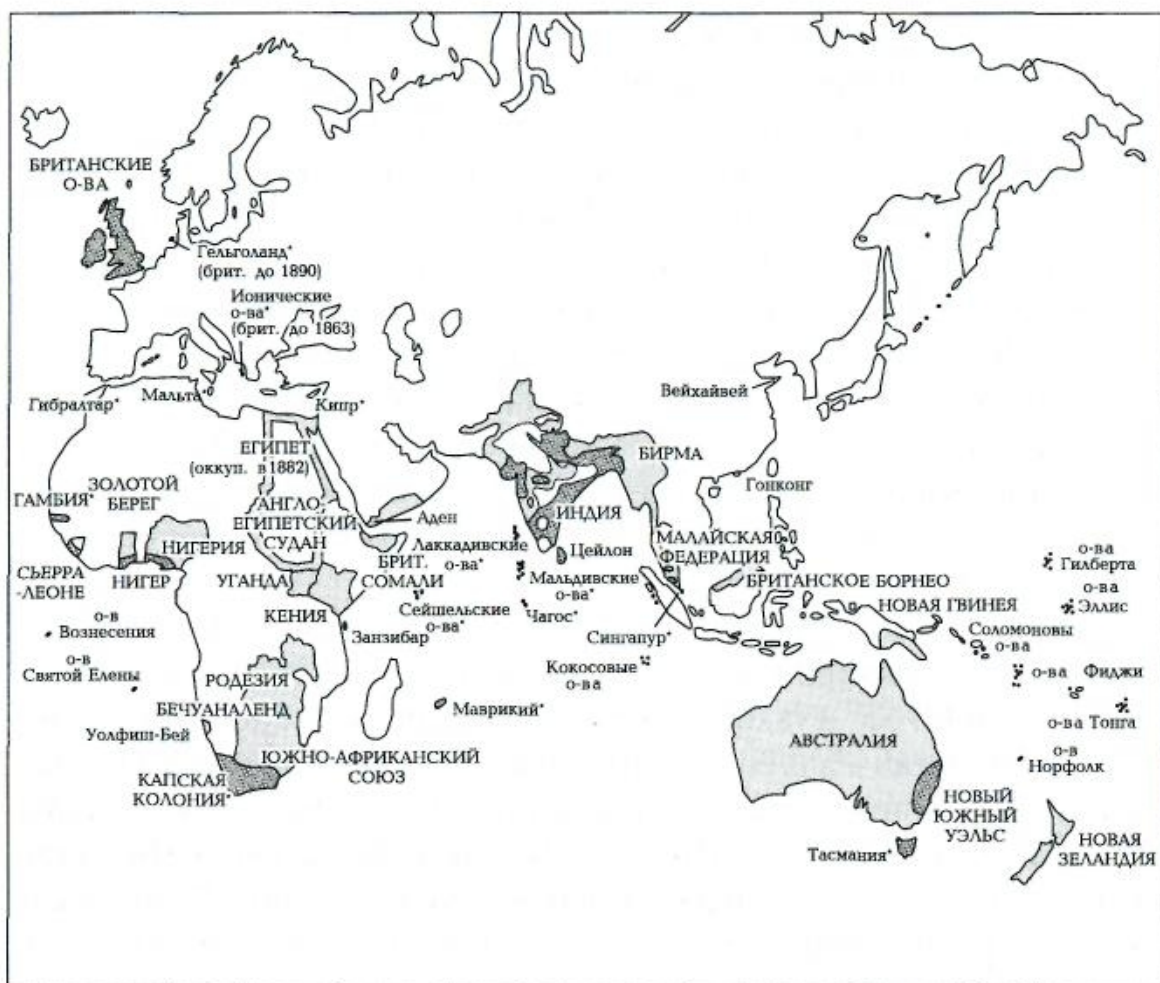 БРИТАНСКИЕ
О-ВА
Гельголанд*
(брит. до 1890)
Ионические
о-ва*
(брит. до 1863)
Гибралтар*
Мальта*
Кипр*
Вейхайвей
ЕГИПЕТ
(оккуп. в 1882)
БИРМА
ЗОЛОТОЙ
БЕРЕГ
Гонконг
ГАМБИЯ*
АНГЛО
ЕГИПЕТСКИЙ
СУДАН
Аден
ИНДИЯ
НИГЕРИЯ
Лаккадивские
о-ва*
Цейлон
МАЛАЙСКАЯ
ФЕДЕРАЦИЯ
о-ва
Гилберта
СЬЕРРА
-ЛЕОНЕ
НИГЕР
УГАНДА
БРИТ.
СОМАЛИ
Мальдивские
о-ва*
БРИТАНСКОЕ БОРНЕО
о-ва
Эллис
КЕНИЯ
Сейшельские
о-ва*
Чагос*
НОВАЯ ГВИНЕЯ
о-в
Вознесения
Занзибар
Сингапур*
Соломоновы
о-ва
о-в
Святой Елены
Кокосовые
о-ва
о-ва Фиджи
РОДЕЗИЯ
БЕЧУАНАЛЕНД
Маврикий*
Уолфиш-Бей
о-ва Тонга
АВСТРАЛИЯ
ЮЖНО-АФРИКАНСКИЙ
СОЮЗ
о-в
Норфолк
КАПСКАЯ
КОЛОНИЯ*
НОВЫЙ
ЮЖНЫЙ
УЭЛЬС
Тасмания*
НОВАЯ
ЗЕЛАНДИЯ